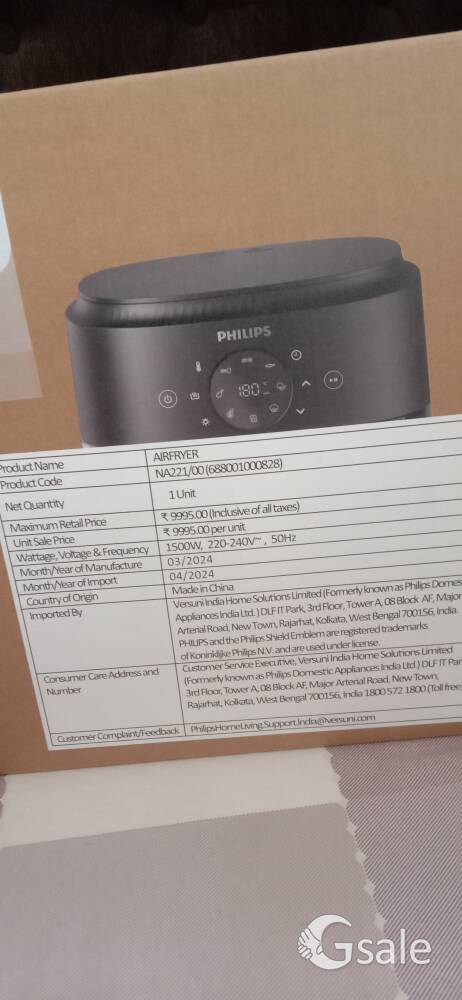 PHILIPS
180
Product Name AIRFRYER
Product Code NA221/00 (688001000828)
Net Quantity 1 Unit
Maximum Retail Price ₹ 9995.00 (Inclusive of all taxes)
Unit Sale Price ₹ 9995.00 per unit
Wattage, Voltage & Frequency 1500W, 220-240V~, 50Hz
Month/Year of Manufacture 03/2024
Month/Year of Import 04/2024
Country of Origin Made in China
Imported By Versuni India Home Solutions Limited (Formerly known as Philips Domes
Appliances India Ltd.) DLF IT Park, 3rd Floor, Tower A, 08 Block AF, Major
Arterial Road, New Town, Rajarhat, Kolkata, West Bengal 700156, India.
PHILIPS and the Philips Shield Emblem are registered trademarks
of Koninklijke Philips N.V. and are used under license.
Consumer Care Address and Number Customer Service Executive, Versuni India Home Solutions Limited
(Formerly known as Philips Domestic Appliances India Ltd.) DLF IT Par
3rd Floor, Tower A, 08 Block AF, Major Arterial Road, New Town,
Rajarhat, Kolkata, West Bengal 700156, India 1800 572 1800 (Toll free
Customer Complaint/Feedback PhilipsHomeLiving.Support.India@versuni.com
Gsale